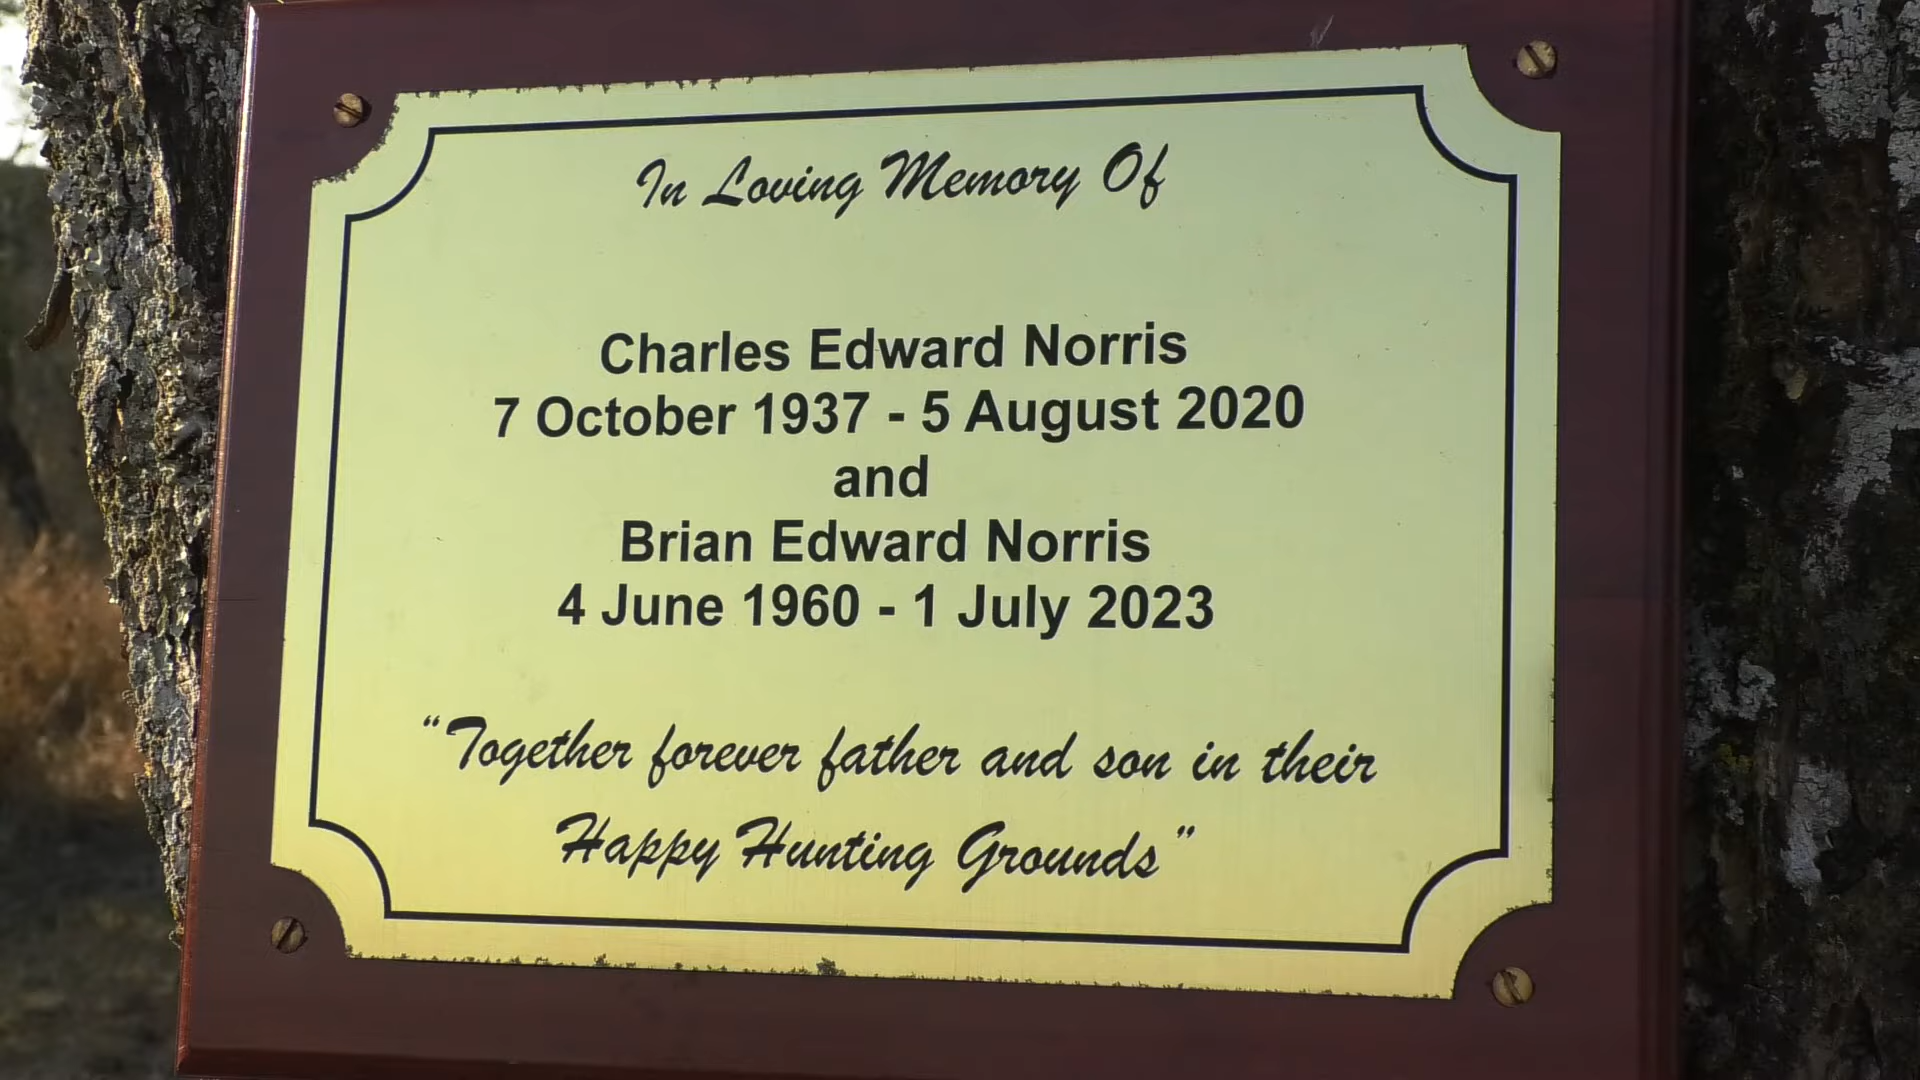 In Loving Memory Of
Charles Edward Norris
7 October 1937 - 5 August 2020
and
Brian Edward Norris
4 June 1960 - 1 July 2023
“Together forever father and son in their
Happy Hunting Grounds”